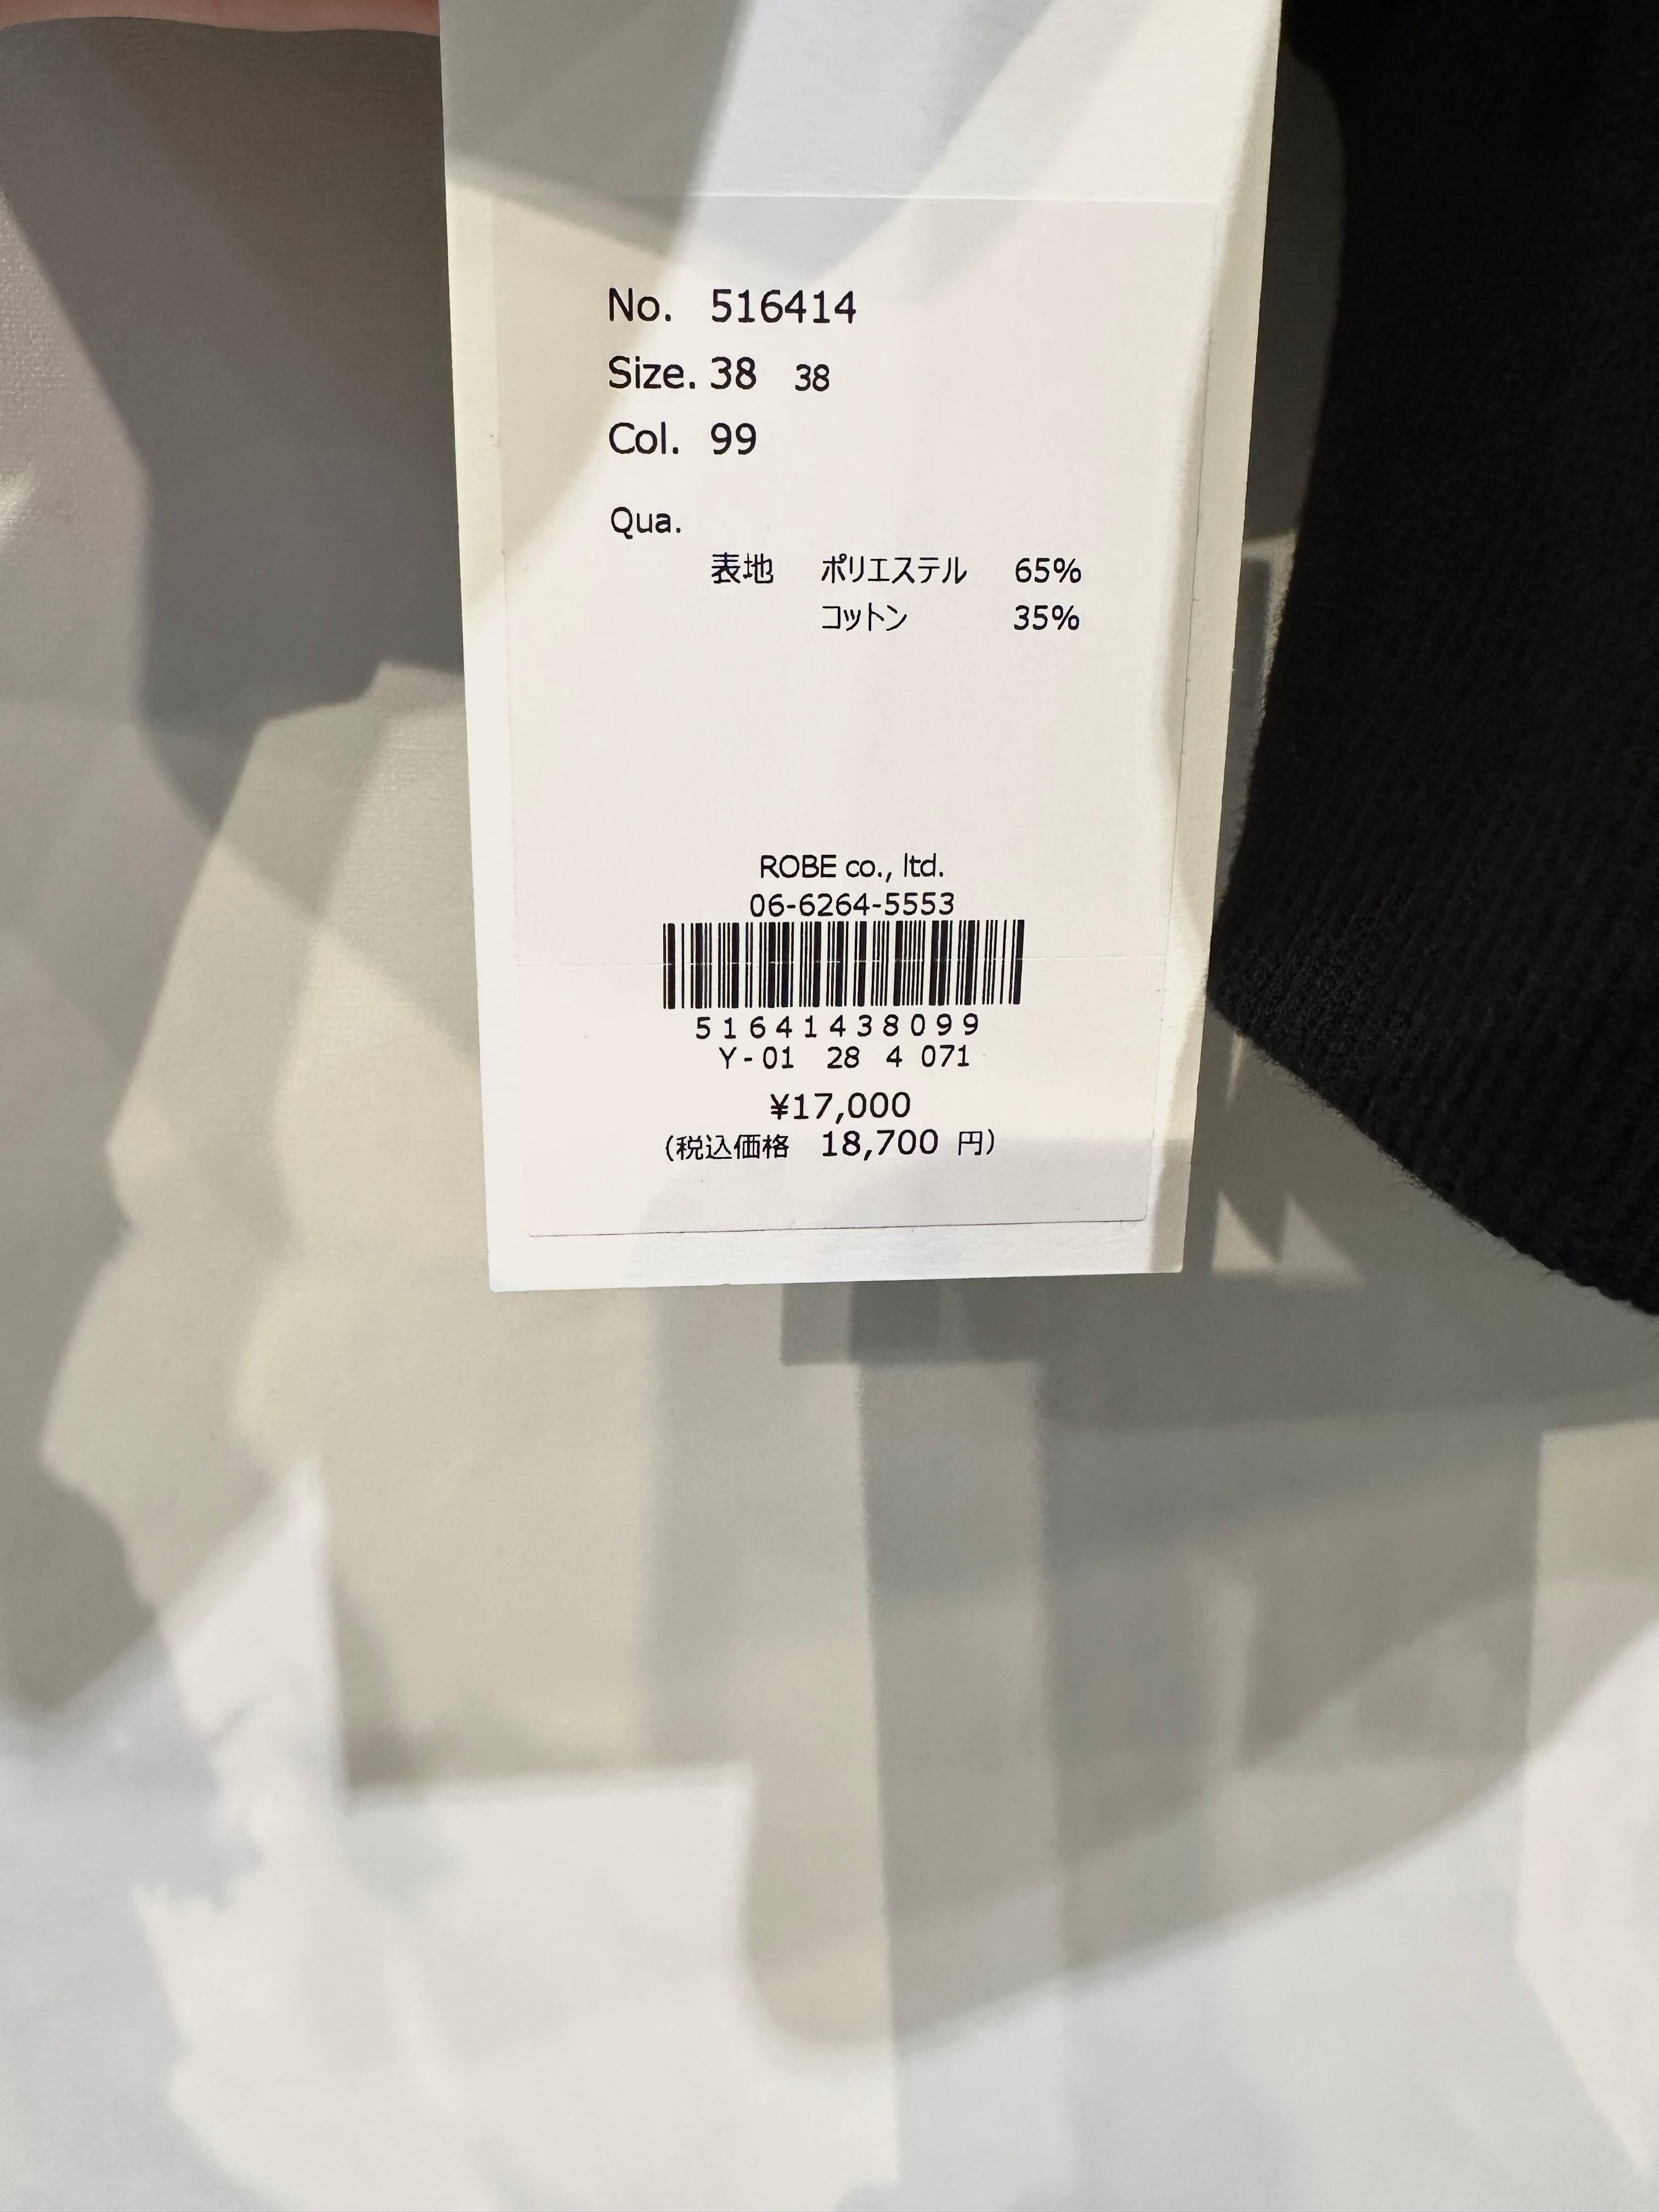 No. 516414
Size. 38 38
Col. 99
Qua.
表地 ポリエステル 65%
コットン 35%
ROBE co., ltd.
06-6264-5553
51641438099
Y-01 28 4 071
¥17,000
(税込価格 18,700 円)